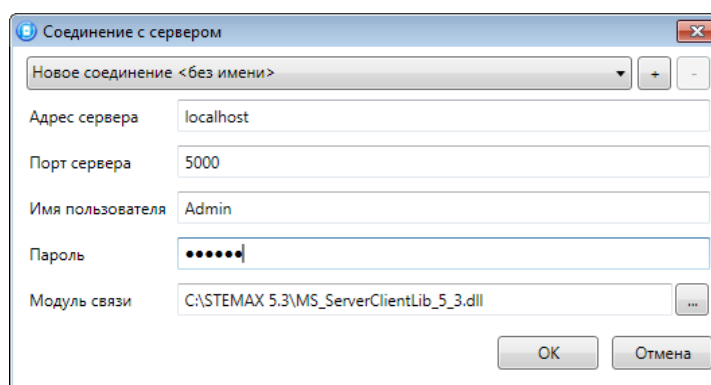 Соединение с сервером
Новое соединение <без имени>
+
-
Адрес сервера
localhost
Порт сервера
5000
Имя пользователя
Admin
Пароль
••••••
Модуль связи
C:\STEMAX 5.3\MS_ServerClientLib_5_3.dll
...
OK
Отмена